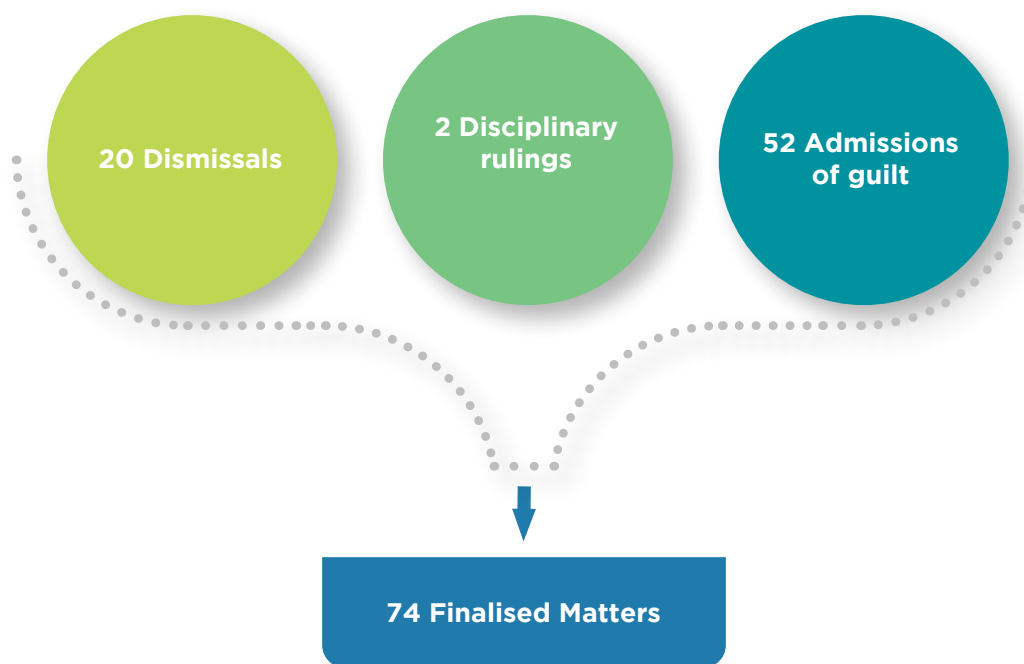 20 Dismissals
2 Disciplinary
rulings
52 Admissions
of guilt
74 Finalised Matters